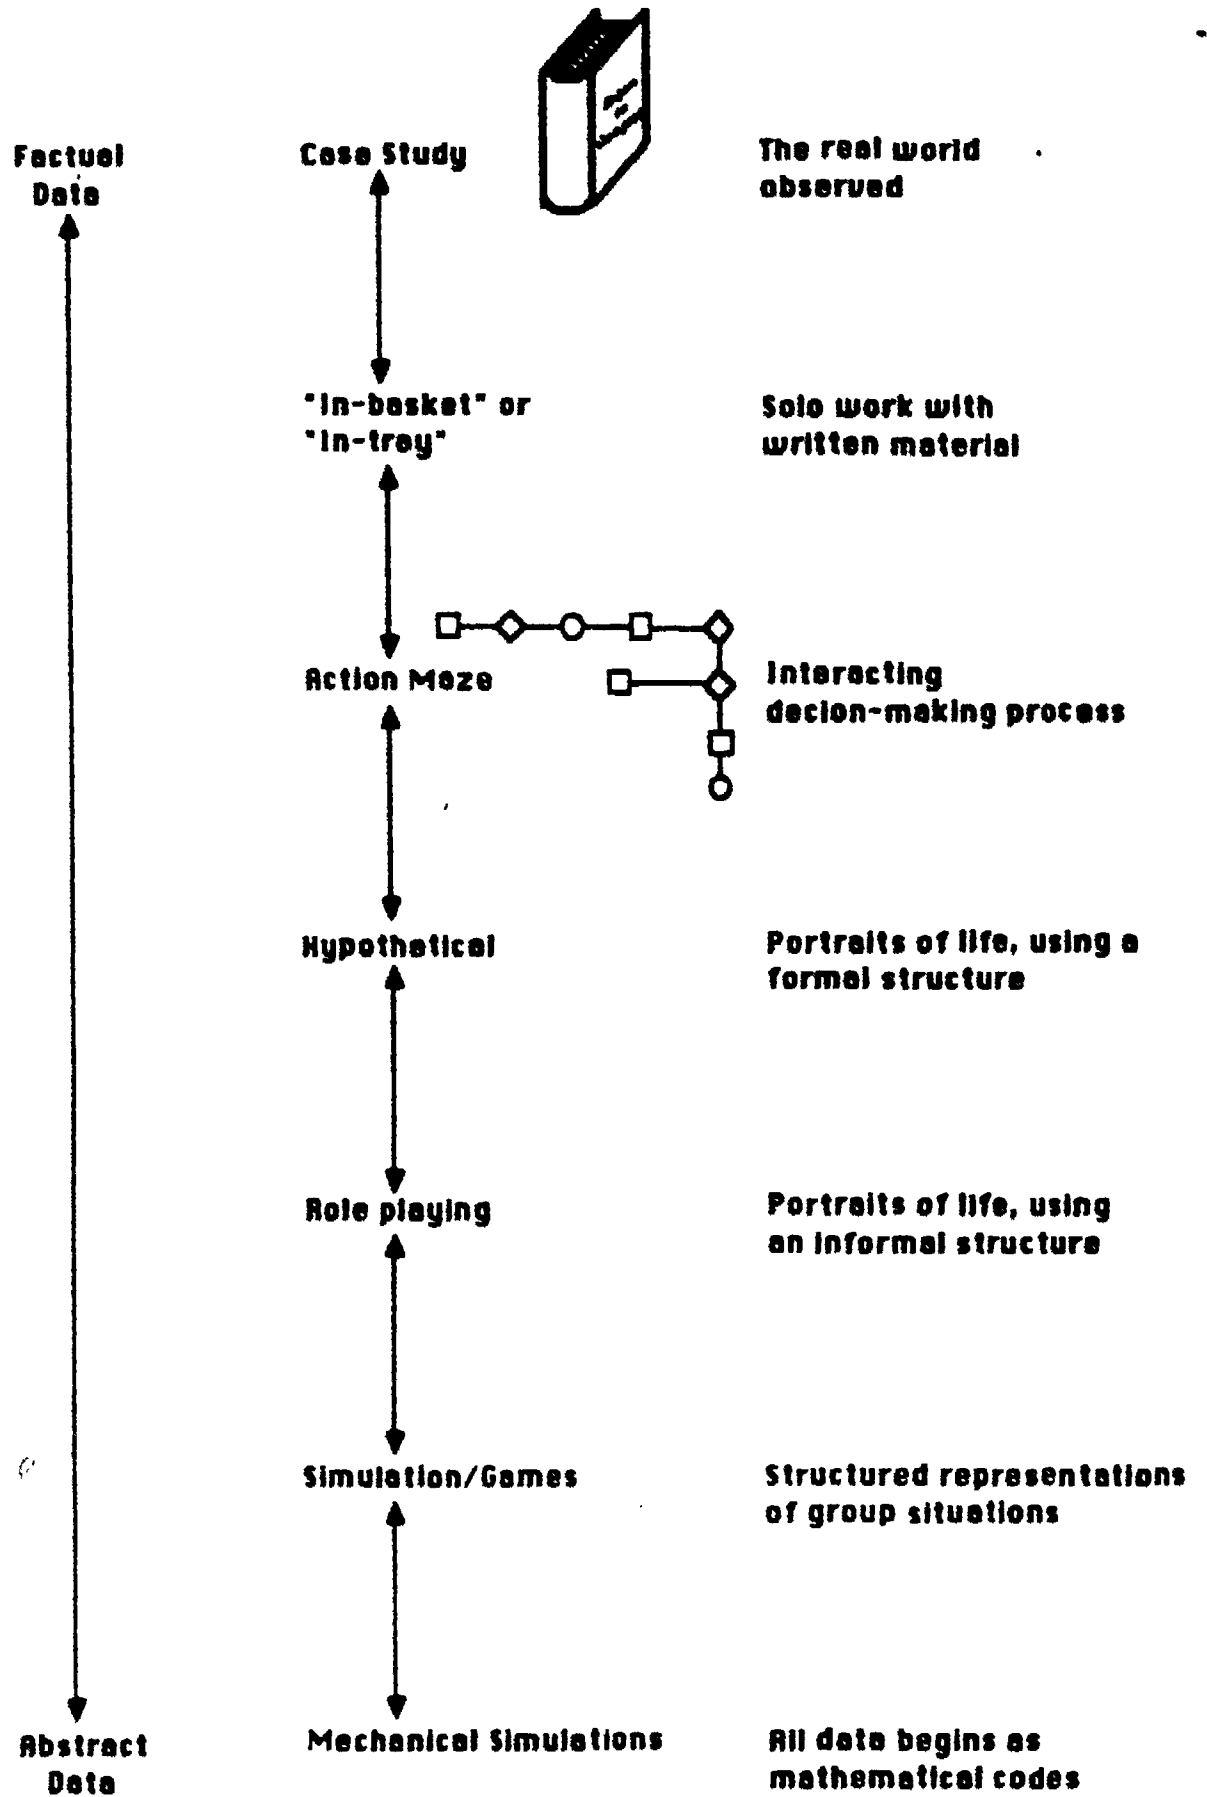 Factual
Data
Case Study
The real world
observed
"In-basket" or
"In-tray"
Solo work with
written material
Action Maze
Interacting
decion-making process
Hypothetical
Portraits of life, using a
formal structure
Role playing
Portraits of life, using
an informal structure
Simulation/Games
Structured representations
of group situations
Abstract
Data
Mechanical Simulations
All data begins as
mathematical codes